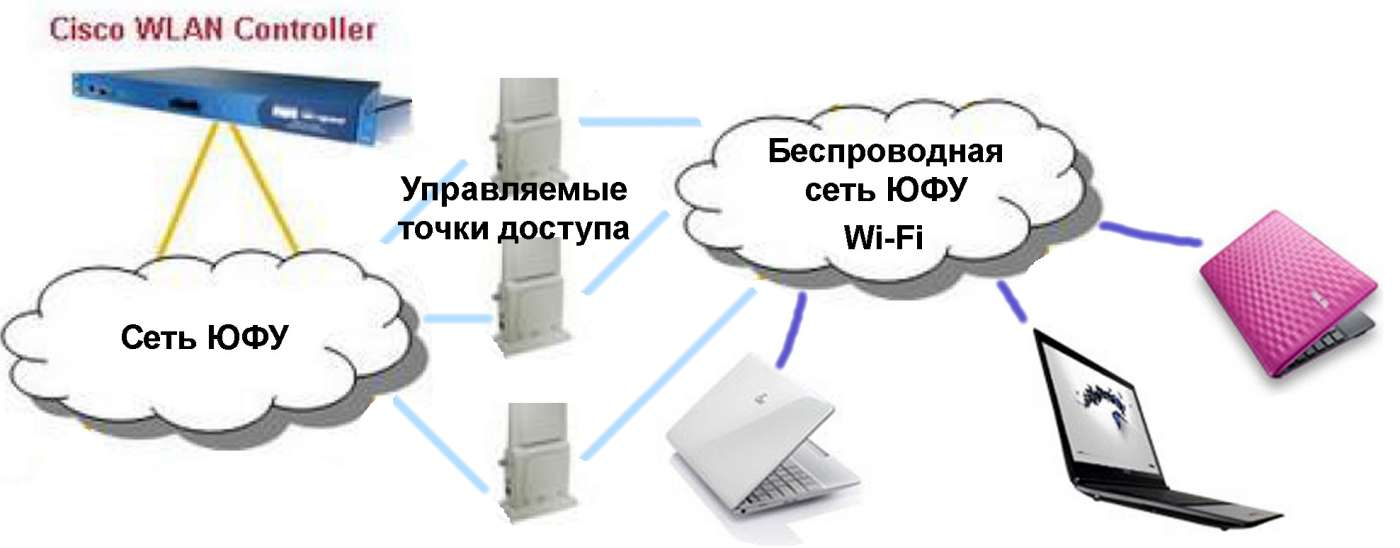 Cisco WLAN Controller
Управляемые
точки доступа
Беспроводная
сеть ЮФУ
Wi-Fi
Сеть ЮФУ